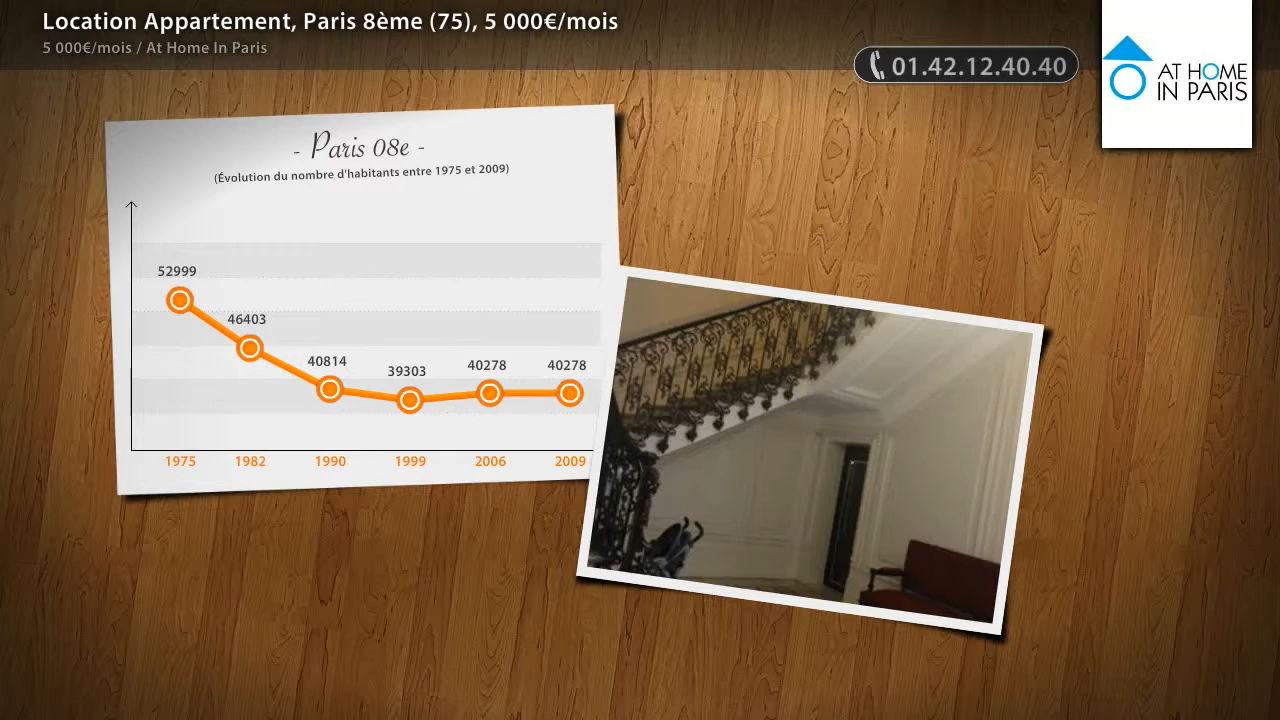 Location Appartement, Paris 8ème (75), 5 000€/mois
5 000€/mois / At Home In Paris
01.42.12.40.40
AT HOME
IN PARIS
- Paris 08e -
(Évolution du nombre d'habitants entre 1975 et 2009)
52999
46403
40814
39303
40278
40278
1975 1982 1990 1999 2006 2009